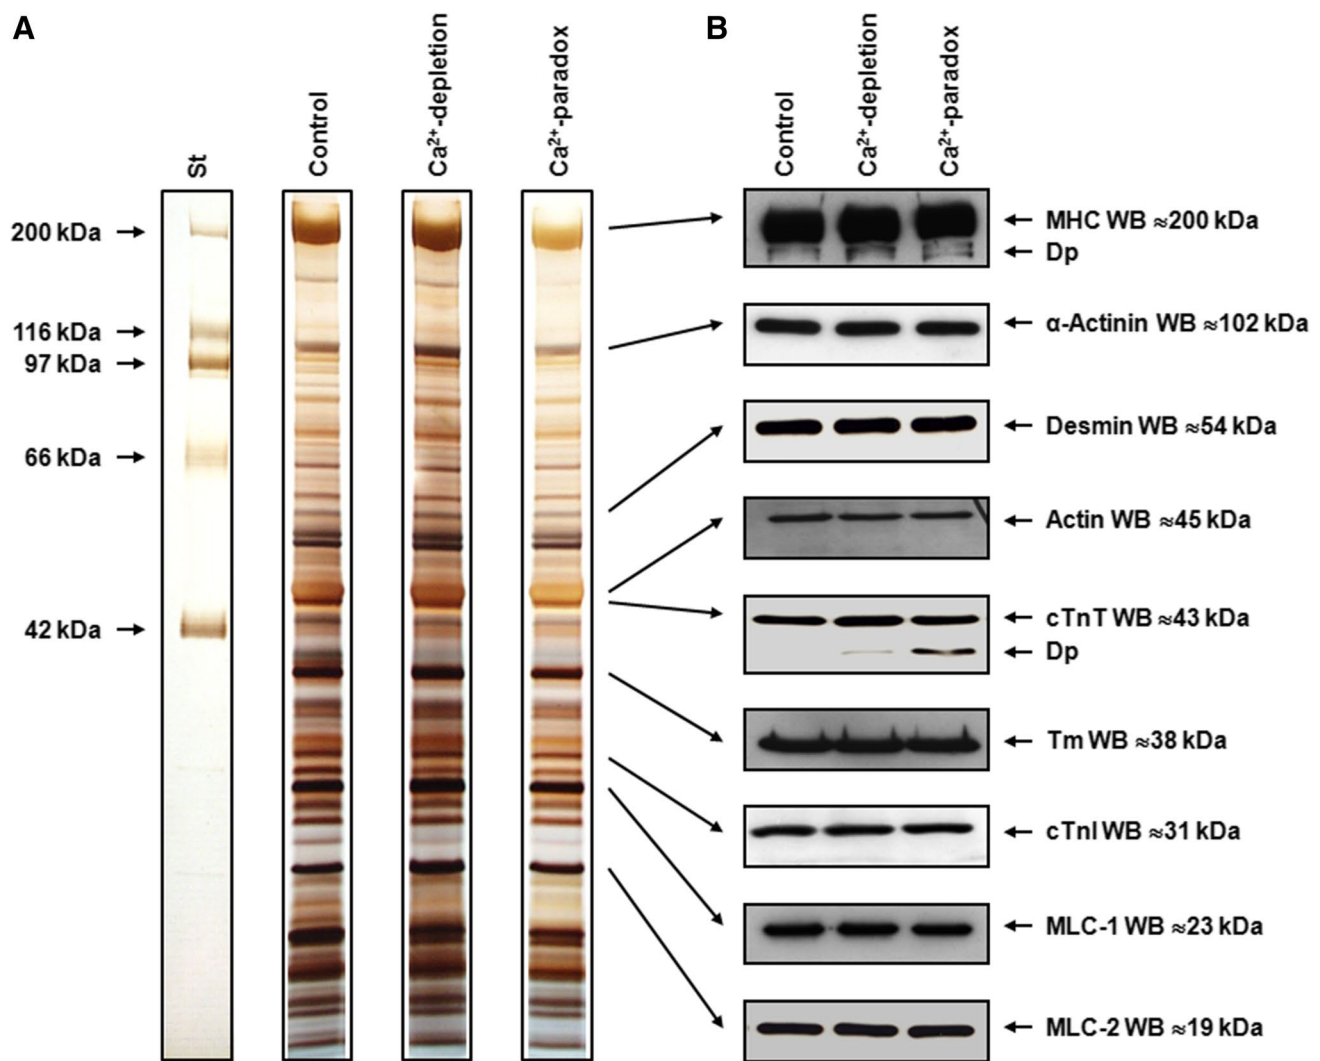 A
B
St
Control
Ca²⁺-depletion
Ca²⁺-paradox
Control
Ca²⁺-depletion
Ca²⁺-paradox
200 kDa
116 kDa
97 kDa
66 kDa
42 kDa
MHC WB ≈200 kDa
Dp
α-Actinin WB ≈102 kDa
Desmin WB ≈54 kDa
Actin WB ≈45 kDa
cTnT WB ≈43 kDa
Dp
Tm WB ≈38 kDa
cTnI WB ≈31 kDa
MLC-1 WB ≈23 kDa
MLC-2 WB ≈19 kDa